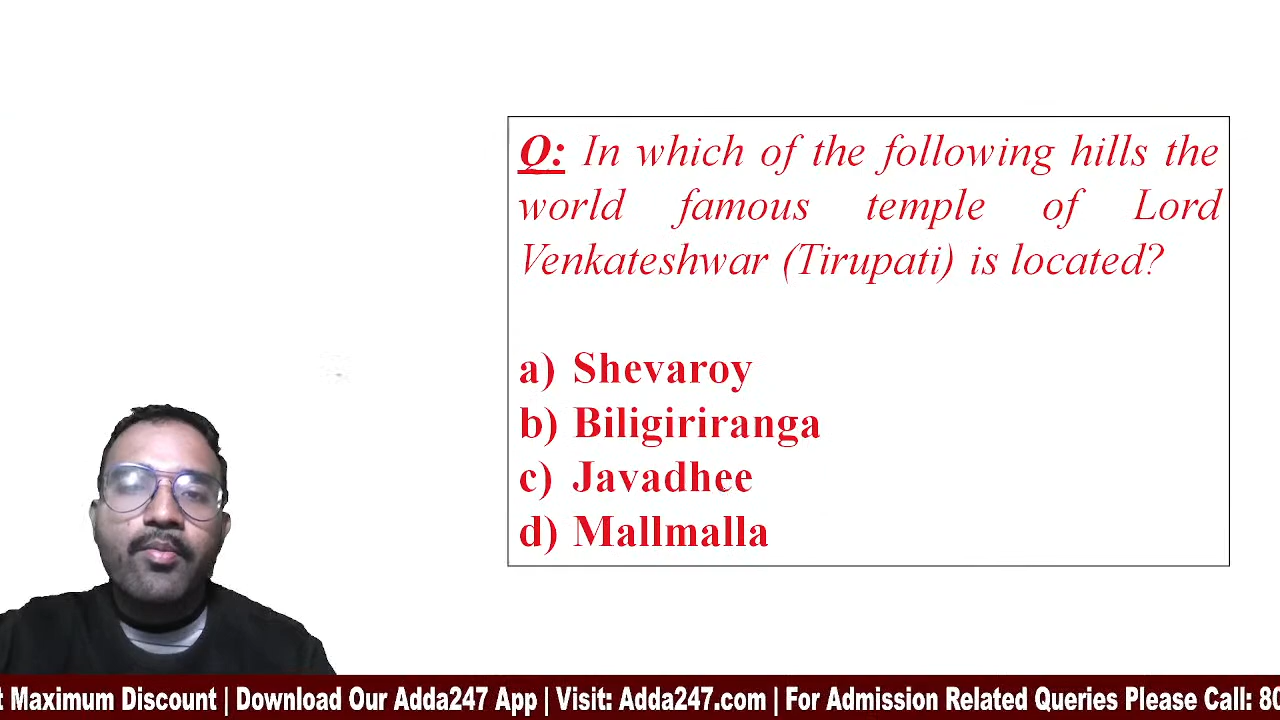 Q: In which of the following hills the
world famous temple of Lord
Venkateshwar (Tirupati) is located?
a) Shevaroy
b) Biligiriranga
c) Javadhee
d) Mallmalla
t Maximum Discount | Download Our Adda247 App | Visit: Adda247.com | For Admission Related Queries Please Call: 80